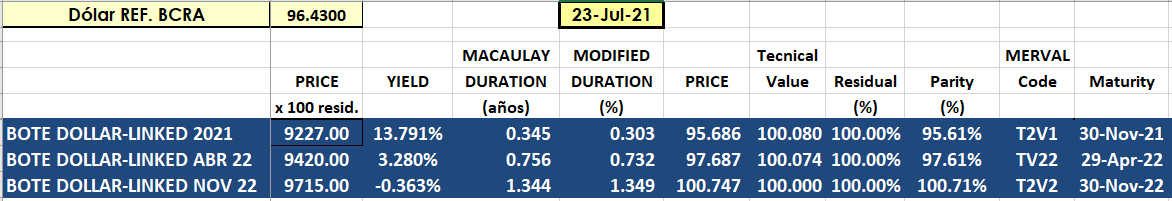 Dólar REF. BCRA 96.4300 23-Jul-21
MACAULAY MODIFIED Tecnical MERVAL
PRICE YIELD DURATION DURATION PRICE Value Residual Parity Code Maturity
x 100 resid. (años) (%) (%) (%)
BOTE DOLLAR-LINKED 2021 9227.00 13.791% 0.345 0.303 95.686 100.080 100.00% 95.61% T2V1 30-Nov-21
BOTE DOLLAR-LINKED ABR 22 9420.00 3.280% 0.756 0.732 97.687 100.074 100.00% 97.61% TV22 29-Apr-22
BOTE DOLLAR-LINKED NOV 22 9715.00 -0.363% 1.344 1.349 100.747 100.000 100.00% 100.71% T2V2 30-Nov-22